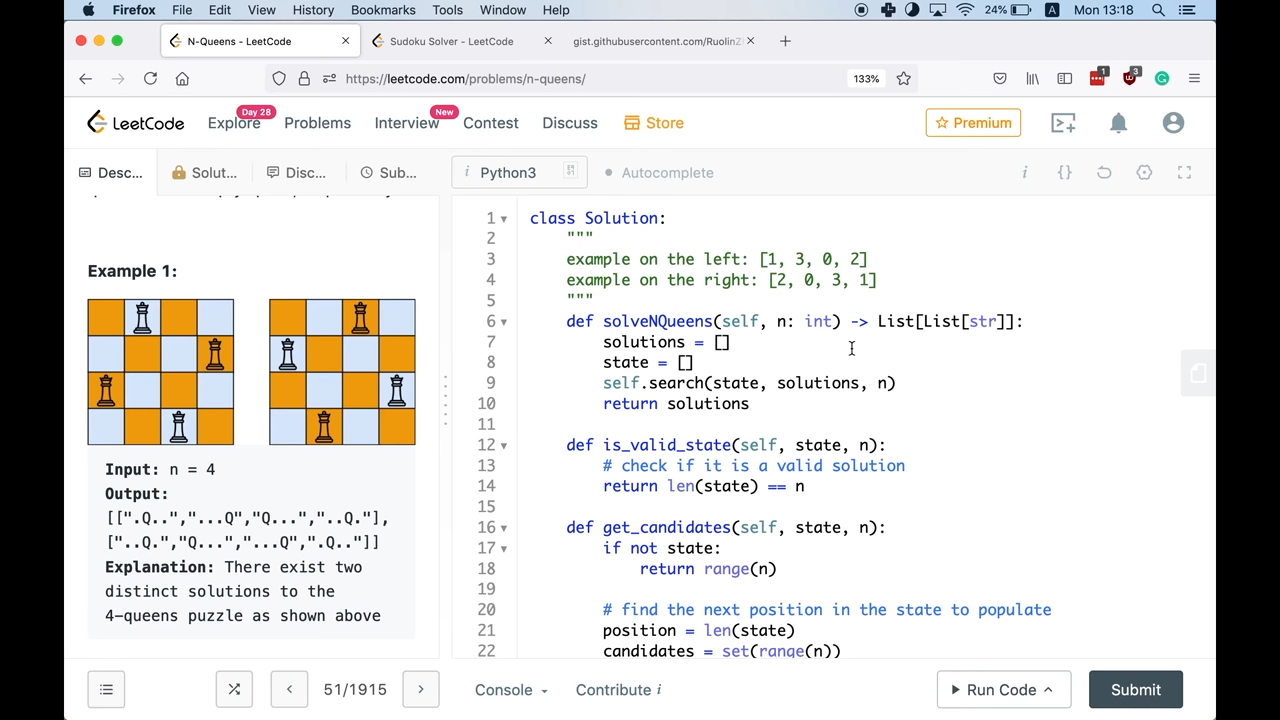 Firefox File Edit View History Bookmarks Tools Window Help 24% A Mon 13:18
N-Queens - LeetCode
Sudoku Solver - LeetCode
gist.githubusercontent.com/RuolinZ
https://leetcode.com/problems/n-queens/
133%
1
3
LeetCode
Explore
Day 28
Problems
Interview
New
Contest
Discuss
Store
Premium
Desc...
Solut...
Disc...
Sub...
i Python3
Autocomplete
Example 1:
Input: n = 4
Output:
[[".Q..","...Q","Q...","..Q."],
["..Q.","Q...","...Q",".Q.."]]
Explanation: There exist two
distinct solutions to the
4-queens puzzle as shown above
1 class Solution:
2 """
3 example on the left: [1, 3, 0, 2]
4 example on the right: [2, 0, 3, 1]
5 """
6 def solveNQueens(self, n: int) -> List[List[str]]:
7 solutions = []
8 state = []
9 self.search(state, solutions, n)
10 return solutions
11
12 def is_valid_state(self, state, n):
13 # check if it is a valid solution
14 return len(state) == n
15
16 def get_candidates(self, state, n):
17 if not state:
18 return range(n)
19
20 # find the next position in the state to populate
21 position = len(state)
22 candidates = set(range(n))
51/1915
Console
Contribute i
Run Code
Submit